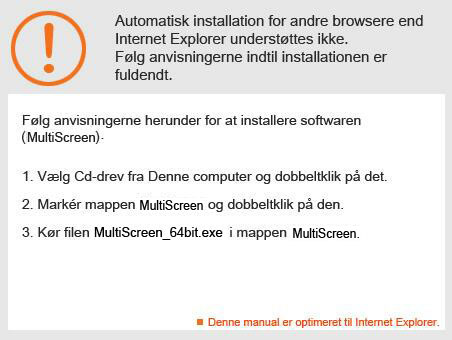 Automatisk installation for andre browsere end
Internet Explorer understøttes ikke.
Følg anvisningerne indtil installationen er
fuldendt.
Følg anvisningerne herunder for at installere softwaren
(MultiScreen).
1. Vælg Cd-drev fra Denne computer og dobbeltklik på det.
2. Markér mappen MultiScreen og dobbeltklik på den.
3. Kør filen MultiScreen_64bit.exe i mappen MultiScreen.
Denne manual er optimeret til Internet Explorer.